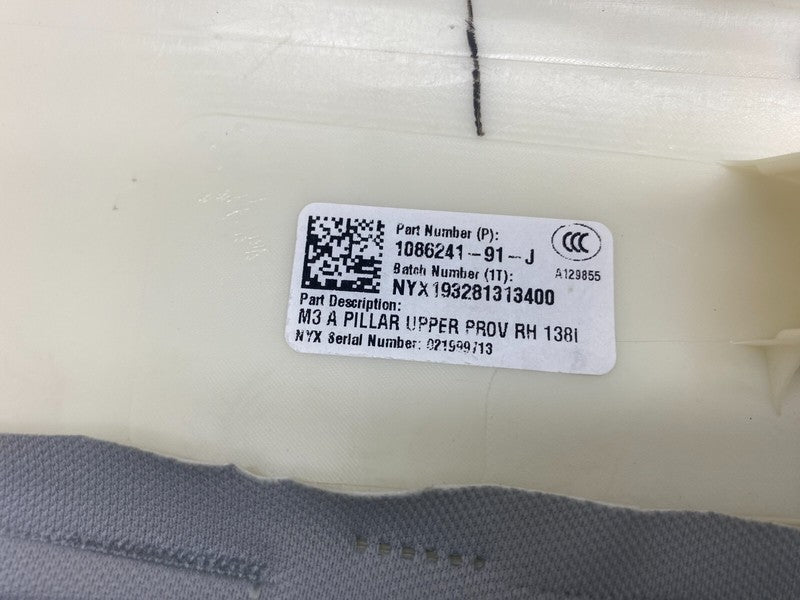 Part Number (P):
1086241-91-J
Batch Number (1T):
A129855
NYX193281313400
Part Description:
M3 A PILLAR UPPER PROV RH 138I
NYX Serial Number: 021999713
CCC